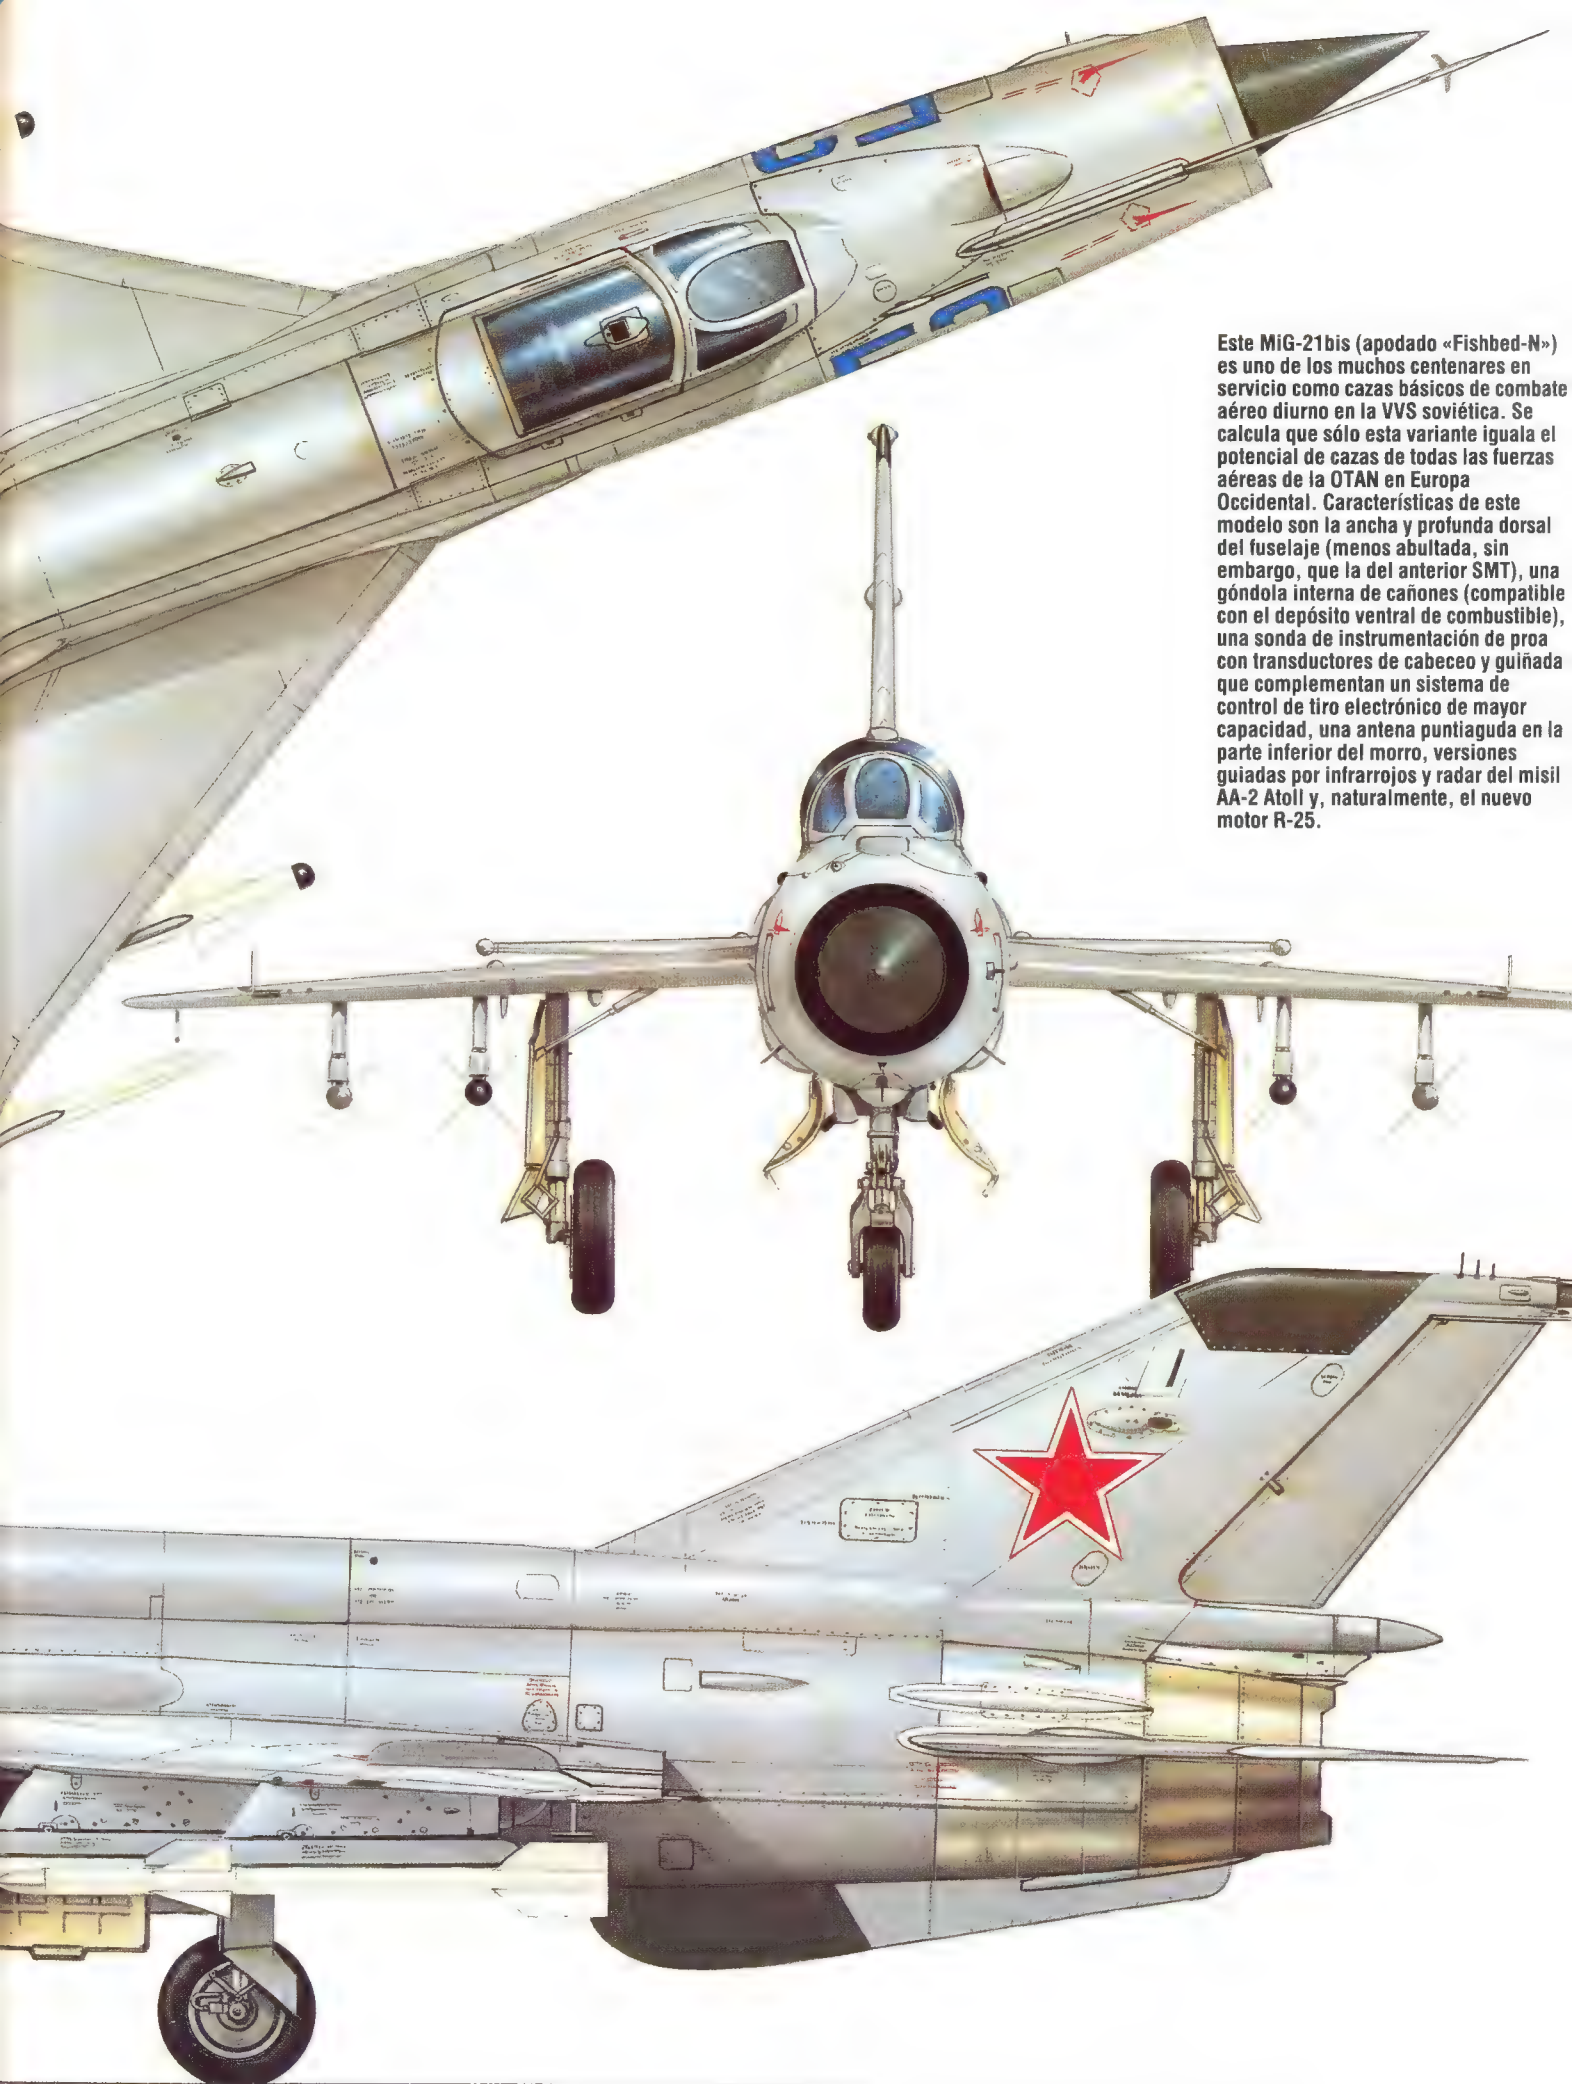 Este MiG-21bis (apodado «Fishbed-N»)
es uno de los muchos centenares en
servicio como cazas básicos de combate
aéreo diurno en la VVS soviética. Se
calcula que sólo esta variante iguala el
potencial de cazas de todas las fuerzas
aéreas de la OTAN en Europa
Occidental. Características de este
modelo son la ancha y profunda dorsal
del fuselaje (menos abultada, sin
embargo, que la del anterior SMT), una
góndola interna de cañones (compatible
con el depósito ventral de combustible),
una sonda de instrumentación de proa
con transductores de cabeceo y guiñada
que complementan un sistema de
control de tiro electrónico de mayor
capacidad, una antena puntiaguda en la
parte inferior del morro, versiones
guiadas por infrarrojos y radar del misil
AA-2 Atoll y, naturalmente, el nuevo
motor R-25.